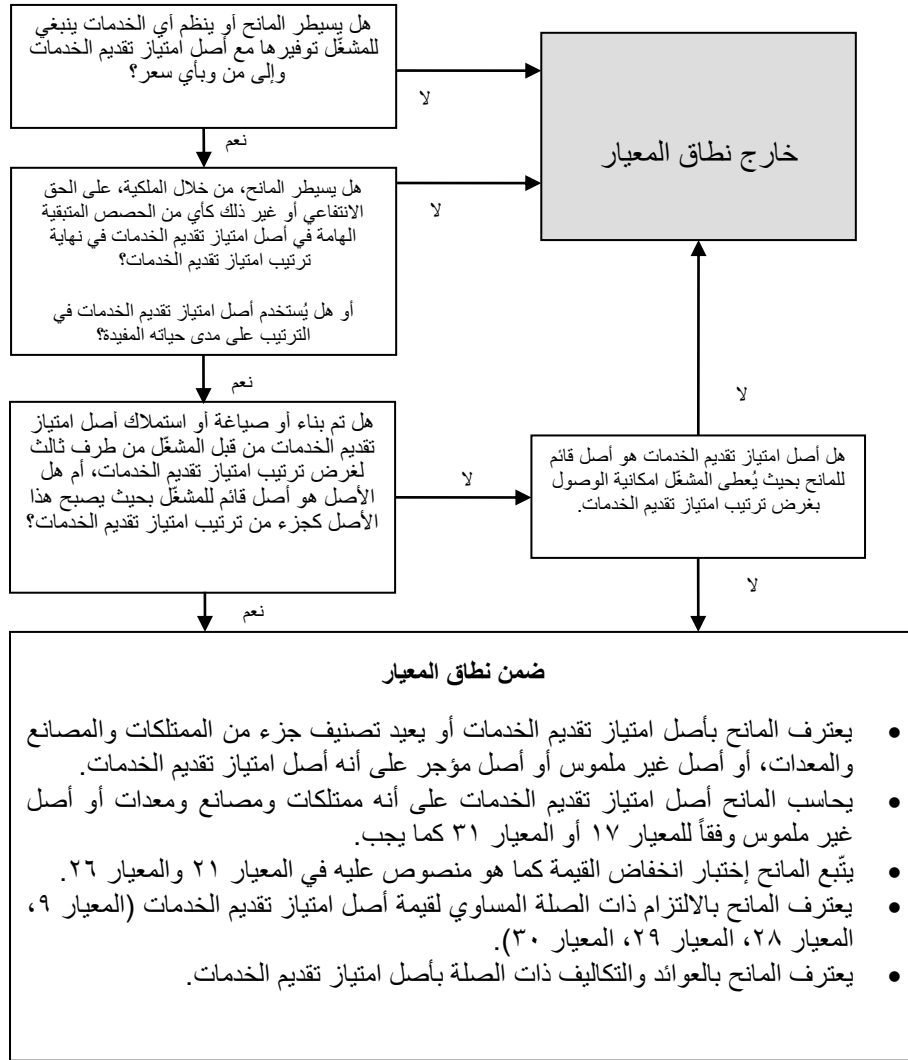 هل يسيطر المانح أو ينظم أي الخدمات ينبغي
للمشغّل توفيرها مع أصل امتياز تقديم الخدمات
وإلى من وبأي سعر؟
لا
خارج نطاق المعيار
نعم
هل يسيطر المانح، من خلال الملكية، على الحق
الانتفاعي أو غير ذلك كأي من الحصص المتبقية
الهامة في أصل امتياز تقديم الخدمات في نهاية
ترتيب امتياز تقديم الخدمات؟
أو هل يُستخدم أصل امتياز تقديم الخدمات في
الترتيب على مدى حياته المفيدة؟
لا
نعم
هل تم بناء أو صياغة أو استملاك أصل امتياز
تقديم الخدمات من قبل المشغّل من طرف ثالث
لغرض ترتيب امتياز تقديم الخدمات، أم هل
الأصل هو أصل قائم للمشغّل بحيث يصبح هذا
الأصل كجزء من ترتيب امتياز تقديم الخدمات؟
لا
لا
هل أصل امتياز تقديم الخدمات هو أصل قائم
للمانح بحيث يُعطى المشغّل امكانية الوصول
بغرض ترتيب امتياز تقديم الخدمات.
لا
نعم
ضمن نطاق المعيار
• يعترف المانح بأصل امتياز تقديم الخدمات أو يعيد تصنيف جزء من الممتلكات والمصانع
والمعدات، أو أصل غير ملموس أو أصل مؤجر على أنه أصل امتياز تقديم الخدمات.
• يحاسب المانح أصل امتياز تقديم الخدمات على أنه ممتلكات ومصانع ومعدات أو أصل
غير ملموس وفقاً للمعيار ١٧ أو المعيار ٣١ كما يجب.
• يتّبع المانح إختبار انخفاض القيمة كما هو منصوص عليه في المعيار ٢١ والمعيار ٢٦.
• يعترف المانح بالالتزام ذات الصلة المساوي لقيمة أصل امتياز تقديم الخدمات (المعيار ٩،
المعيار ٢٨، المعيار ٢٩، المعيار ٣٠).
• يعترف المانح بالعوائد والتكاليف ذات الصلة بأصل امتياز تقديم الخدمات.